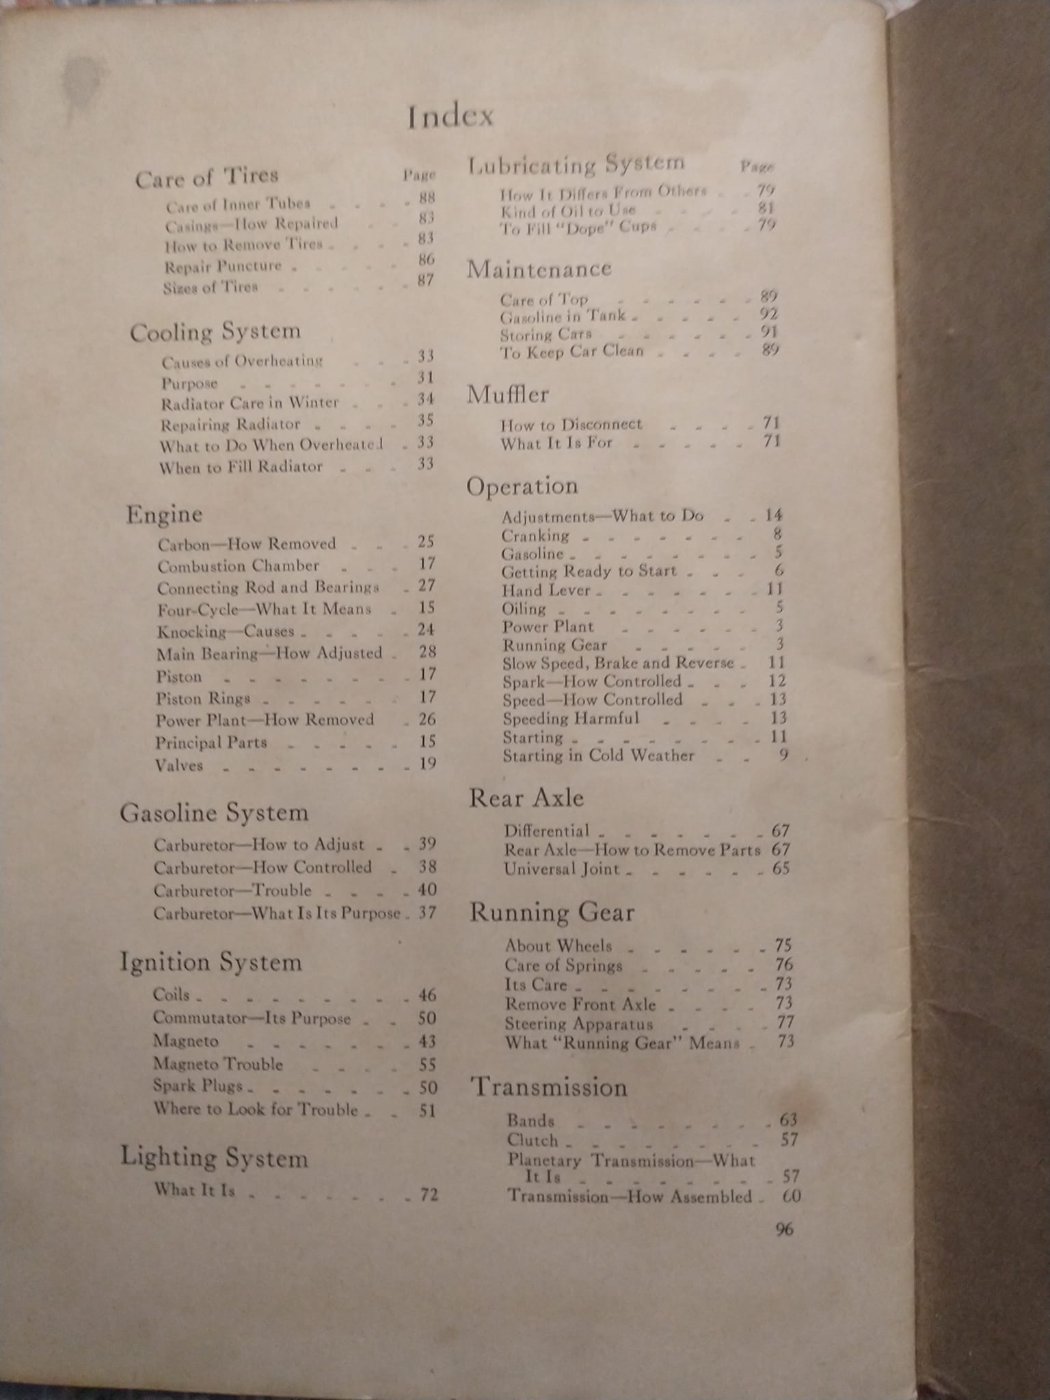 Index
Care of Tires Page
Care of Inner Tubes - - - - 88
Casings—How Repaired - - 83
How to Remove Tires - - - - 83
Repair Puncture - - - - - 86
Sizes of Tires - - - - - - 87
Cooling System
Causes of Overheating - - - 33
Purpose - - - - - - - 31
Radiator Care in Winter - - - 34
Repairing Radiator - - - - 35
What to Do When Overheated - 33
When to Fill Radiator - - - 33
Engine
Carbon—How Removed - - - 25
Combustion Chamber - - - 17
Connecting Rod and Bearings - 27
Four-Cycle—What It Means - 15
Knocking—Causes - - - - - 24
Main Bearing—How Adjusted - 28
Piston - - - - - - - - 17
Piston Rings - - - - - - 17
Power Plant—How Removed - 26
Principal Parts - - - - - 15
Valves - - - - - - - - 19
Gasoline System
Carburetor—How to Adjust - - 39
Carburetor—How Controlled - 38
Carburetor—Trouble - - - - 40
Carburetor—What Is Its Purpose - 37
Ignition System
Coils - - - - - - - - - 46
Commutator—Its Purpose - - 50
Magneto - - - - - - - 43
Magneto Trouble - - - - 55
Spark Plugs - - - - - - - 50
Where to Look for Trouble - - 51
Lighting System
What It Is - - - - - - - 72
Lubricating System Page
How It Differs From Others - - 79
Kind of Oil to Use - - - - 81
To Fill "Dope" Cups - - - - 79
Maintenance
Care of Top - - - - - - 89
Gasoline in Tank - - - - - 92
Storing Cars - - - - - - 91
To Keep Car Clean - - - - 89
Muffler
How to Disconnect - - - - 71
What It Is For - - - - - 71
Operation
Adjustments—What to Do - - 14
Cranking - - - - - - - 8
Gasoline - - - - - - - - 5
Getting Ready to Start - - - 6
Hand Lever - - - - - - - 11
Oiling - - - - - - - - 5
Power Plant - - - - - - 3
Running Gear - - - - - 3
Slow Speed, Brake and Reverse - 11
Spark—How Controlled - - - 12
Speed—How Controlled - - - 13
Speeding Harmful - - - - 13
Starting - - - - - - - - 11
Starting in Cold Weather - - 9
Rear Axle
Differential - - - - - - - 67
Rear Axle—How to Remove Parts 67
Universal Joint - - - - - - 65
Running Gear
About Wheels - - - - - - 75
Care of Springs - - - - - 76
Its Care - - - - - - - - 73
Remove Front Axle - - - - 73
Steering Apparatus - - - - 77
What "Running Gear" Means - 73
Transmission
Bands - - - - - - - - 63
Clutch - - - - - - - - 57
Planetary Transmission—What
It Is - - - - - - - - 57
Transmission—How Assembled - 60
96